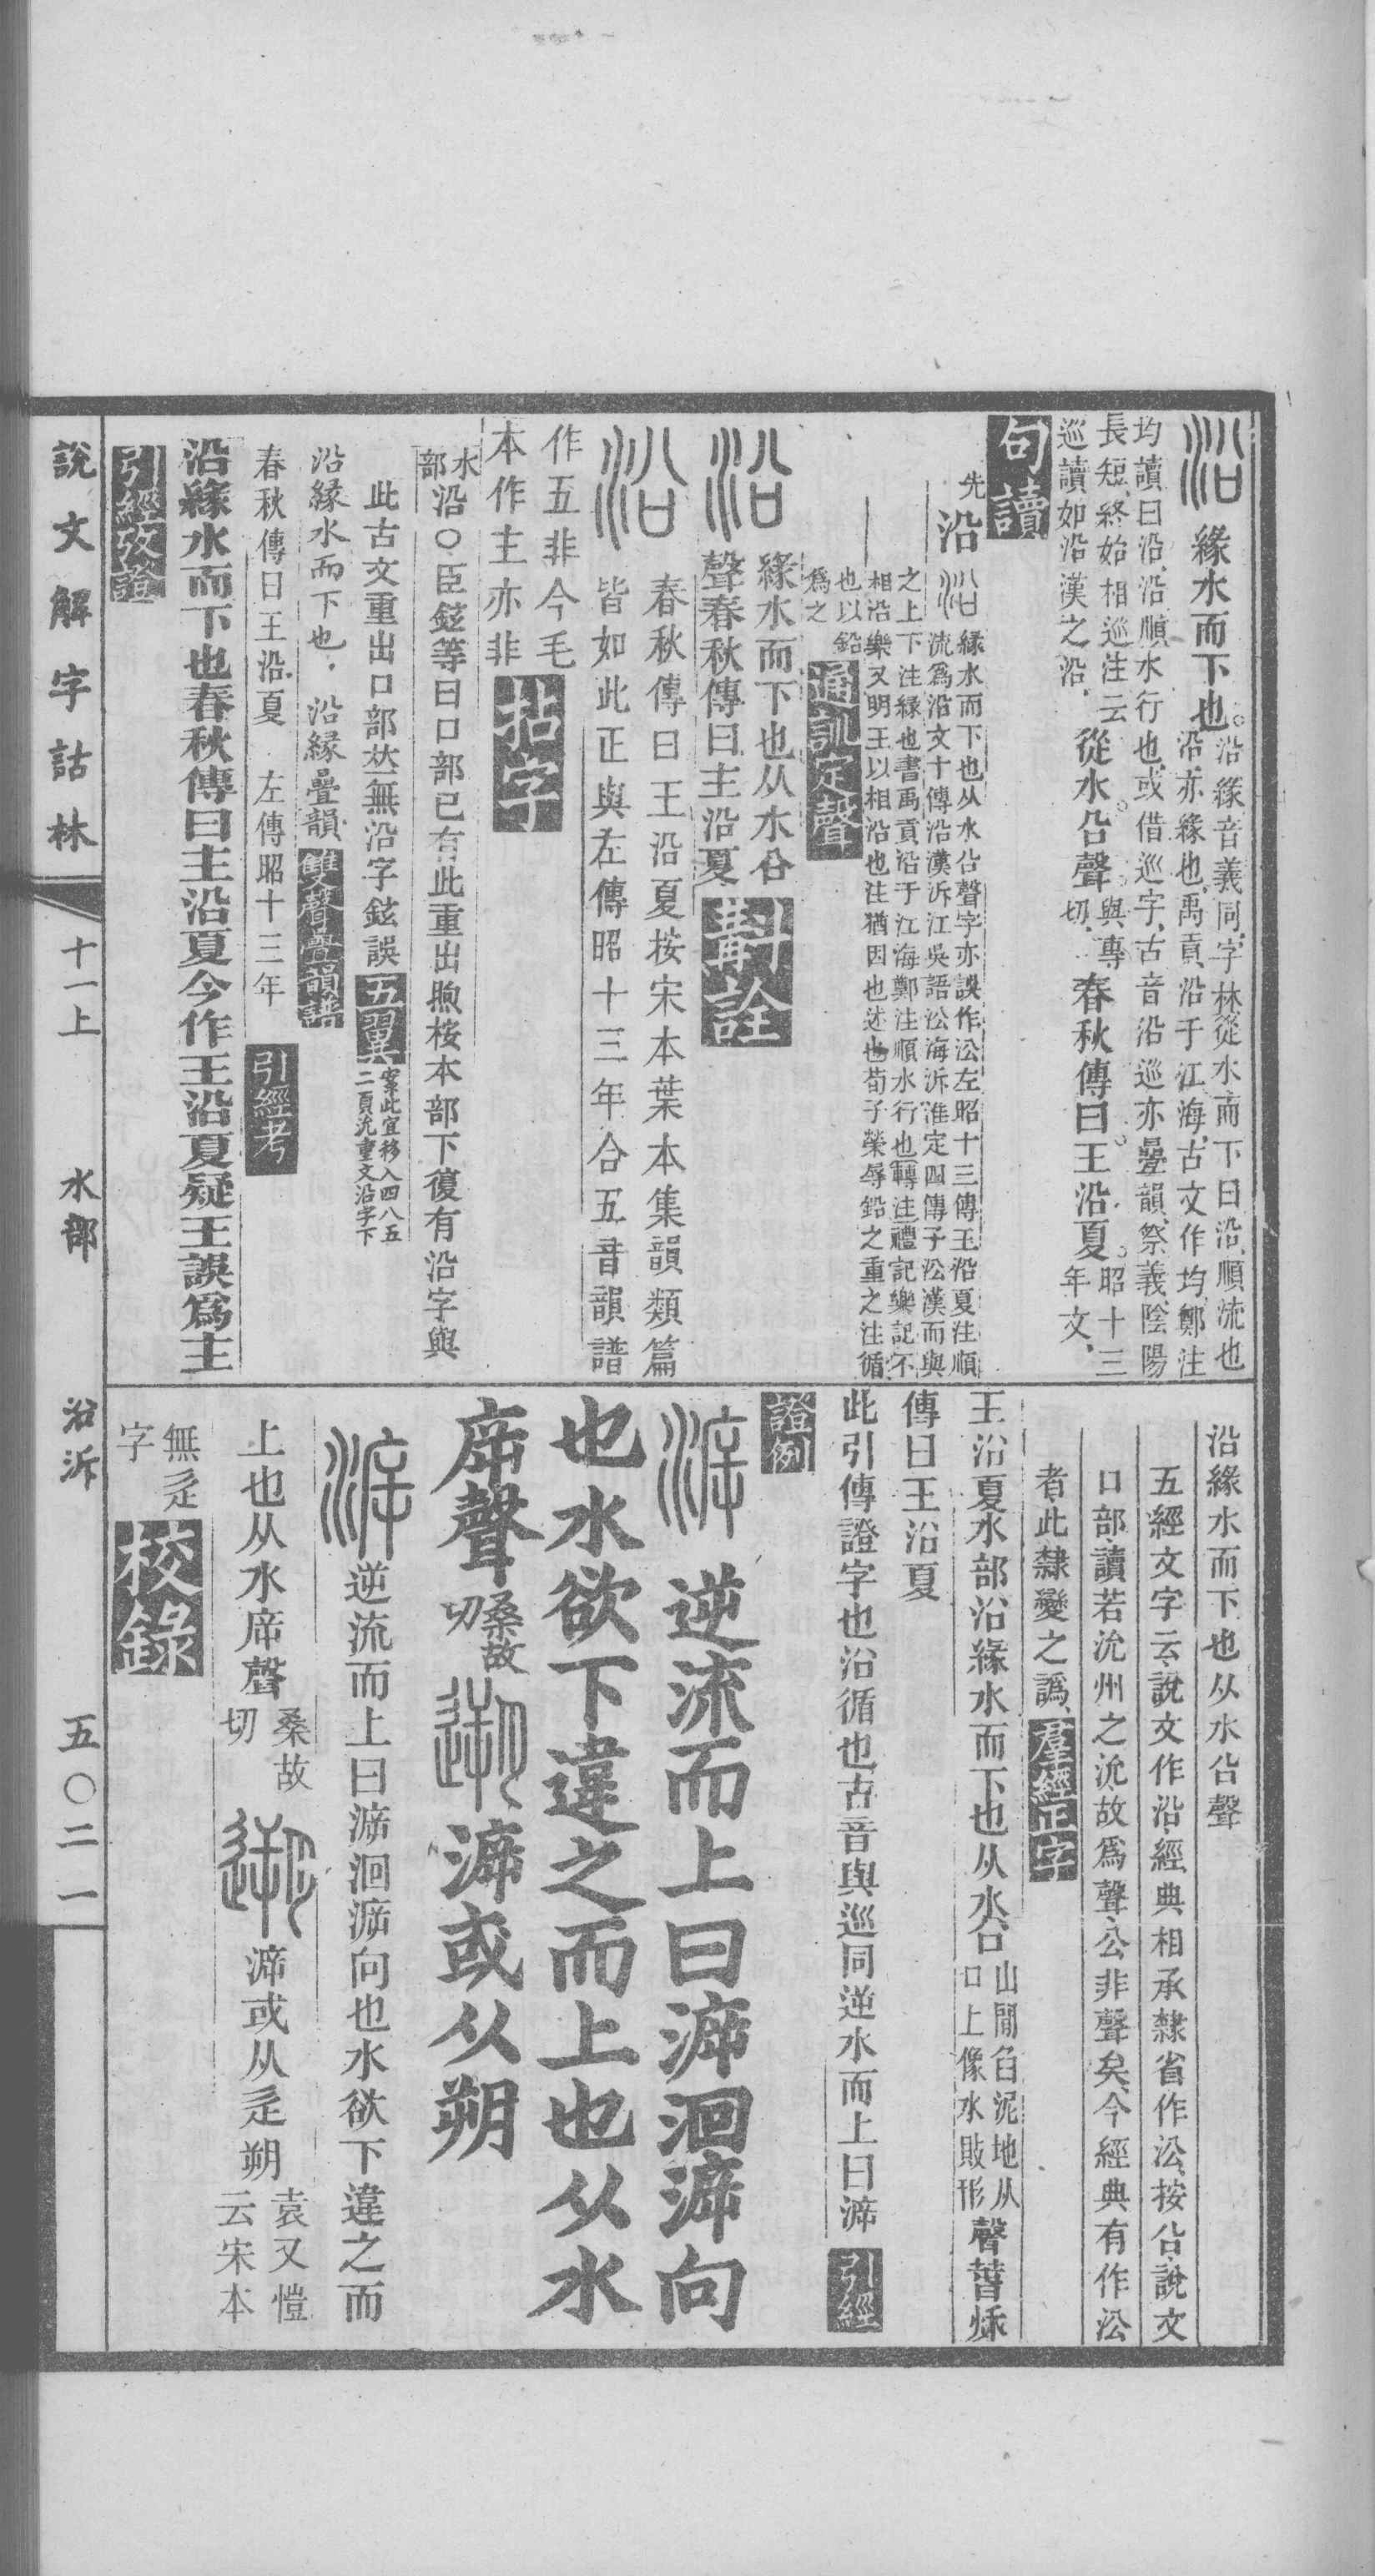 沿緣水而下也。沿緣音義同、字林從水而下曰沿、順流也
沿、亦緣也、禹貢、沿于江海、古文作均、鄭注
均讀曰沿、沿順水行也、或借巡字、古音沿巡亦疊韻、祭義、陰陽
長短、終始相巡、注云
巡讀如沿漢之沿、從水。㕣聲。與專切、春秋傳曰。王沿夏。昭十三年文、
句讀
先沿沿緣水而下也从水㕣聲字亦誤作㳂左昭十三傳王沿夏注順
流爲沿文十傳沿漢泝江吳語㳂海泝淮定四傳子㳂漢而與
之上下注緣也書禹貢沿于江海鄭注順水行也轉注禮記樂記不
相沿樂又明王以相沿也注猶因也述也荀子榮辱鉛之重之注循
也以鉛
爲之
通訓定聲
沿緣水而下也从水㕣
聲春秋傳曰王沿夏
斠詮
沿春秋傳曰王沿夏按宋本葉本集韻類篇
皆如此正與左傳昭十三年合五音韻譜
作五非今毛
本作主亦非
拈字
水部沿〇臣鉉等曰口部已有此重出煦桉本部下復有沿字與
此古文重出口部㕣無沿字鉉誤
五翼
案此宜移入四八五
二頁沇重文沿字下
沿緣水而下也、沿緣疊韻
雙聲疊韻譜
春秋傳曰王沿夏 左傳昭十三年
引經考
沿緣水而下也春秋傳曰王沿夏今作王沿夏疑王誤爲主
引經攷證
沿緣水而下也从水㕣聲
五經文字云、說文作沿、經典相承隸省作㳂、按㕣、說文
口部、讀若沇州之沇、故爲聲、公非聲矣、今經典有作㳂
者、此隸變之譌、
羣經正字
王沿夏水部沿緣水而下也从水㕣山閒臽泥地从
口上像水敗形聲昔烁
傳曰王沿夏
此引傳證字也沿循也古音與巡同逆水而上曰㴑
引經
證例
㴑逆流而上曰㴑洄㴑向
也水欲下違之而上也从水
㡿聲桑故切遡㴑或从朔
㴑逆流而上曰㴑洄㴑向也水欲下違之而
上也从水㡿聲桑故切遡㴑或从辵朔袁又愷云宋本
無辵字
校錄
說文解字詁林 十一上 水部 沿泝 五〇二一